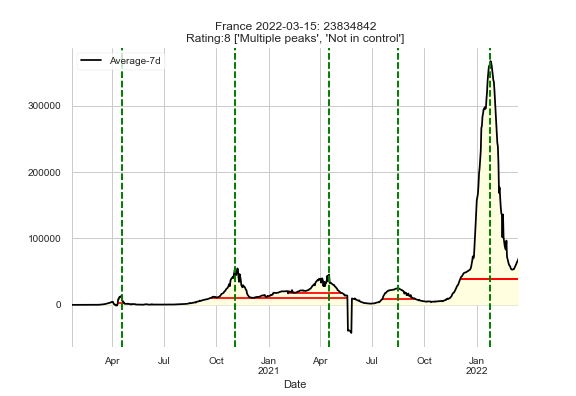 France 2022-03-15: 23834842
Rating:8 ['Multiple peaks', 'Not in control']
Average-7d
300000
200000
100000
0
Apr Jul Oct Jan Apr Jul Oct Jan
2021 2022
Date